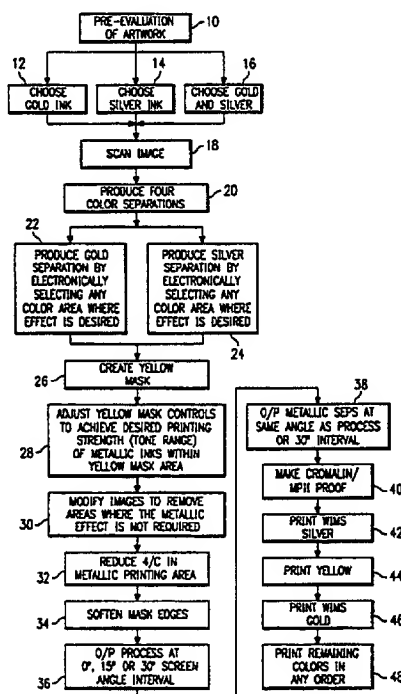 PRE-EVALUATION
OF ARTWORK
10
12
14
16
CHOOSE
GOLD INK
CHOOSE
SILVER INK
CHOOSE GOLD
AND SILVER
SCAN IMAGE
18
PRODUCE FOUR
COLOR SEPARATIONS
20
22
PRODUCE GOLD
SEPARATION BY
ELECTRONICALLY
SELECTING ANY
COLOR AREA WHERE
EFFECT IS DESIRED
PRODUCE SILVER
SEPARATION BY
ELECTRONICALLY
SELECTING ANY
COLOR AREA WHERE
EFFECT IS DESIRED
24
CREATE YELLOW
MASK
26
ADJUST YELLOW MASK CONTROLS
TO ACHIEVE DESIRED PRINTING
STRENGTH (TONE RANGE)
OF METALLIC INKS WITHIN
YELLOW MASK AREA
28
MODIFY IMAGES TO REMOVE
AREAS WHERE THE METALLIC
EFFECT IS NOT REQUIRED
30
REDUCE 4/C IN
METALLIC PRINTING AREA
32
SOFTEN MASK EDGES
34
O/P PROCESS AT
0°, 15° OR 30° SCREEN
ANGLE INTERVAL
36
38
O/P METALLIC SEPS AT
SAME ANGLE AS PROCESS
OR 30° INTERVAL
MAKE CROMALIN/
MPII PROOF
40
PRINT WIMS
SILVER
42
PRINT YELLOW
44
PRINT WIMS
GOLD
46
PRINT REMAINING
COLORS IN
ANY ORDER
48